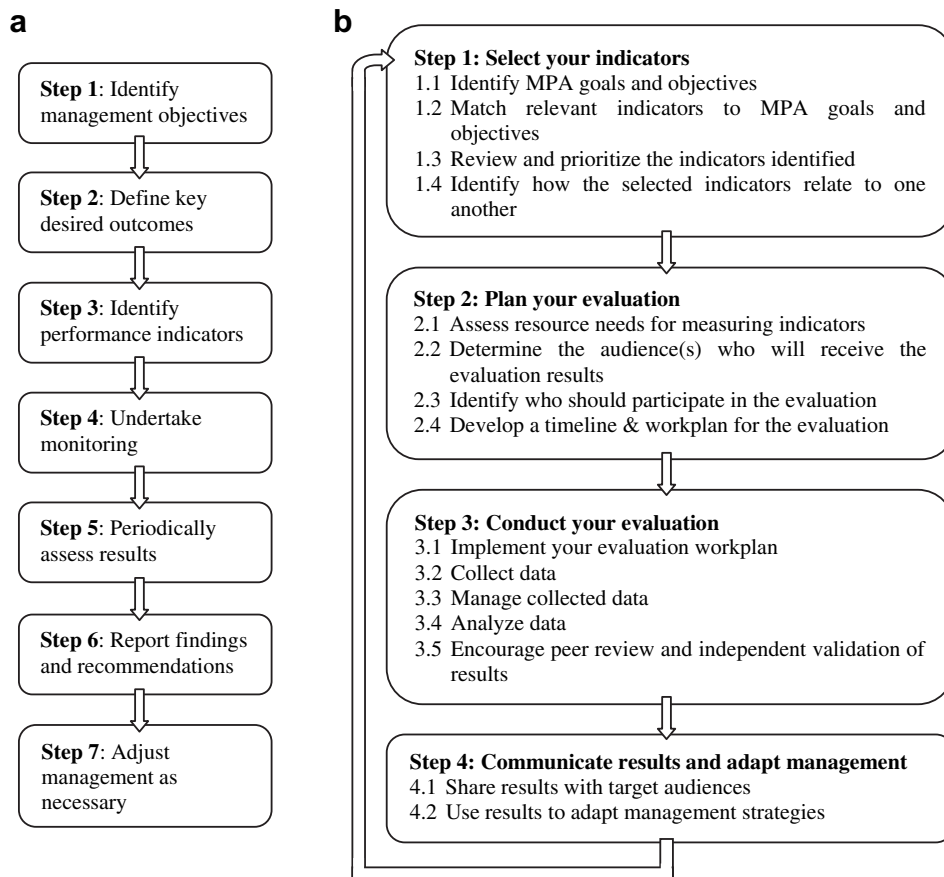 a
Step 1: Identify
management objectives
Step 2: Define key
desired outcomes
Step 3: Identify
performance indicators
Step 4: Undertake
monitoring
Step 5: Periodically
assess results
Step 6: Report findings
and recommendations
Step 7: Adjust
management as
necessary
b
Step 1: Select your indicators
1.1 Identify MPA goals and objectives
1.2 Match relevant indicators to MPA goals and
objectives
1.3 Review and prioritize the indicators identified
1.4 Identify how the selected indicators relate to one
another
Step 2: Plan your evaluation
2.1 Assess resource needs for measuring indicators
2.2 Determine the audience(s) who will receive the
evaluation results
2.3 Identify who should participate in the evaluation
2.4 Develop a timeline & workplan for the evaluation
Step 3: Conduct your evaluation
3.1 Implement your evaluation workplan
3.2 Collect data
3.3 Manage collected data
3.4 Analyze data
3.5 Encourage peer review and independent validation of
results
Step 4: Communicate results and adapt management
4.1 Share results with target audiences
4.2 Use results to adapt management strategies